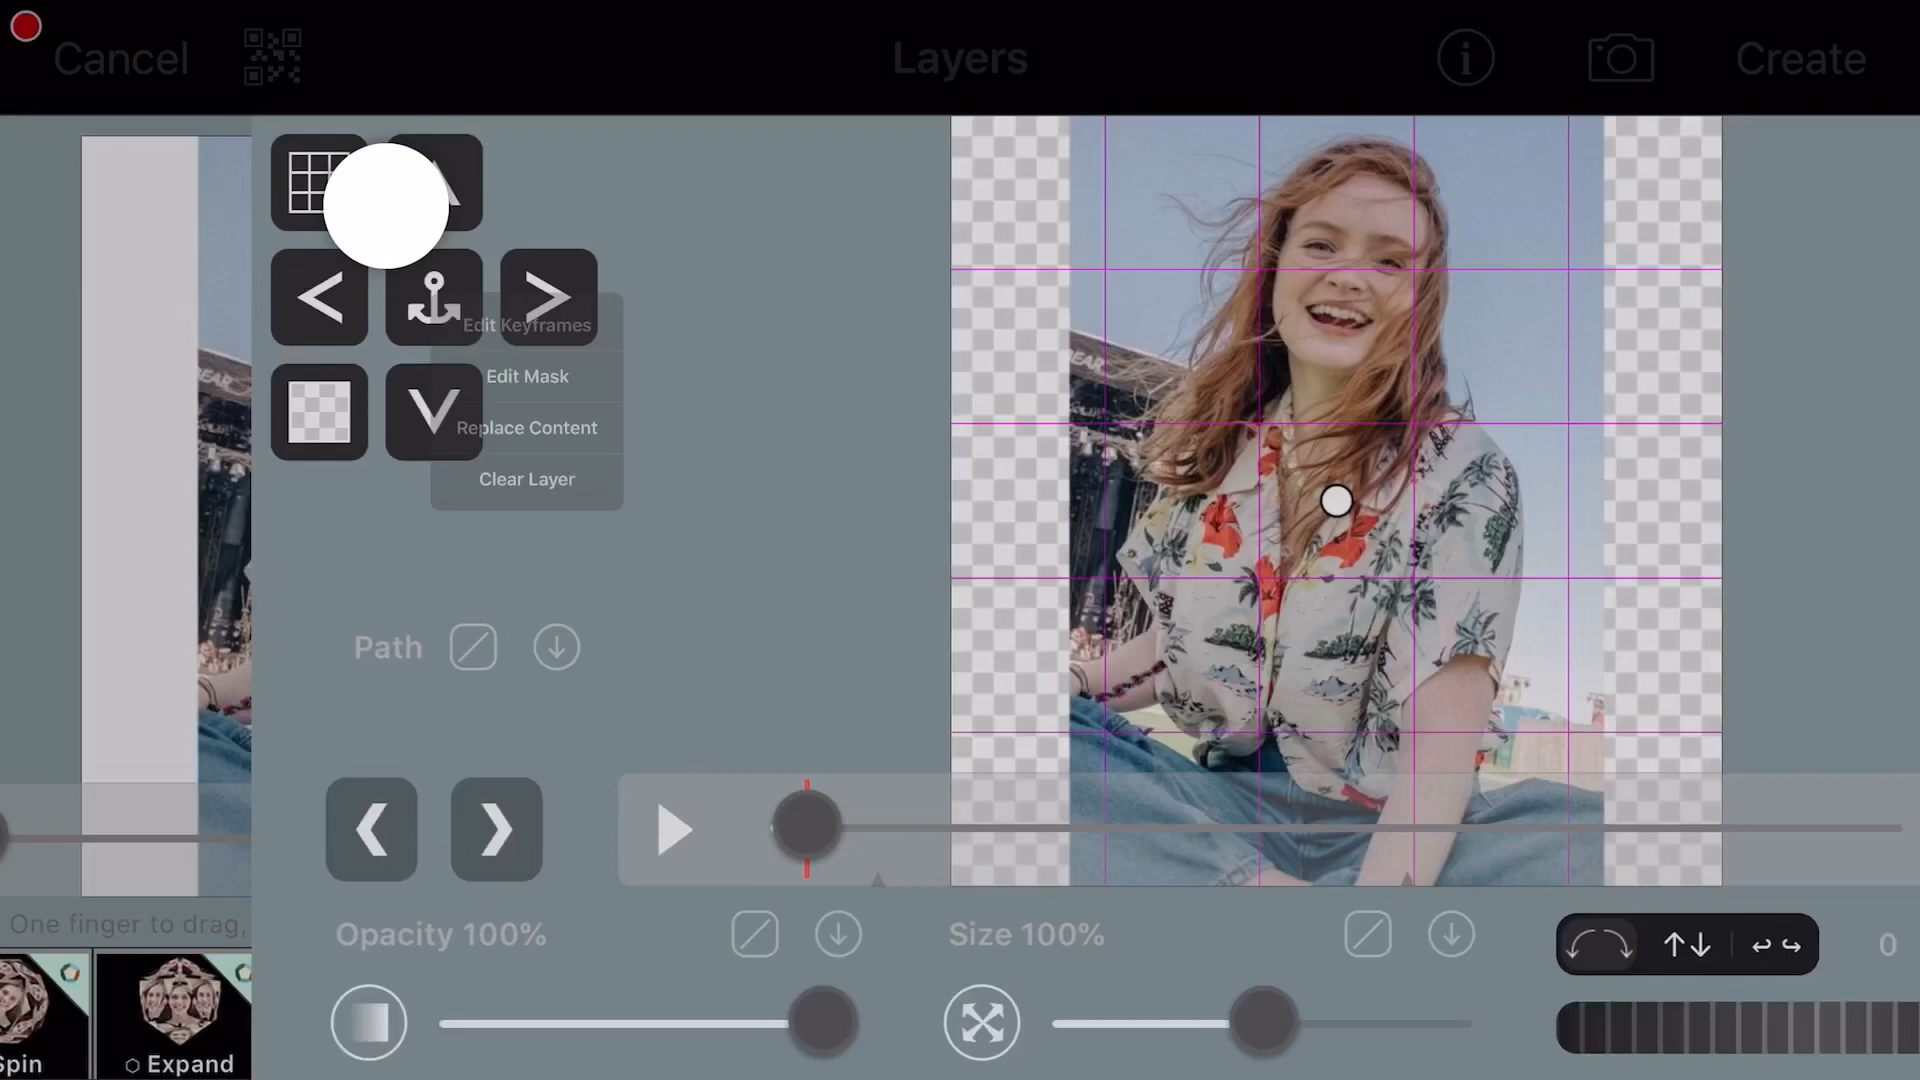 Cancel
Layers
Create
Edit Keyframes
Edit Mask
Replace Content
Clear Layer
Path
One finger to drag,
Opacity 100%
Size 100%
0
Spin
Expand